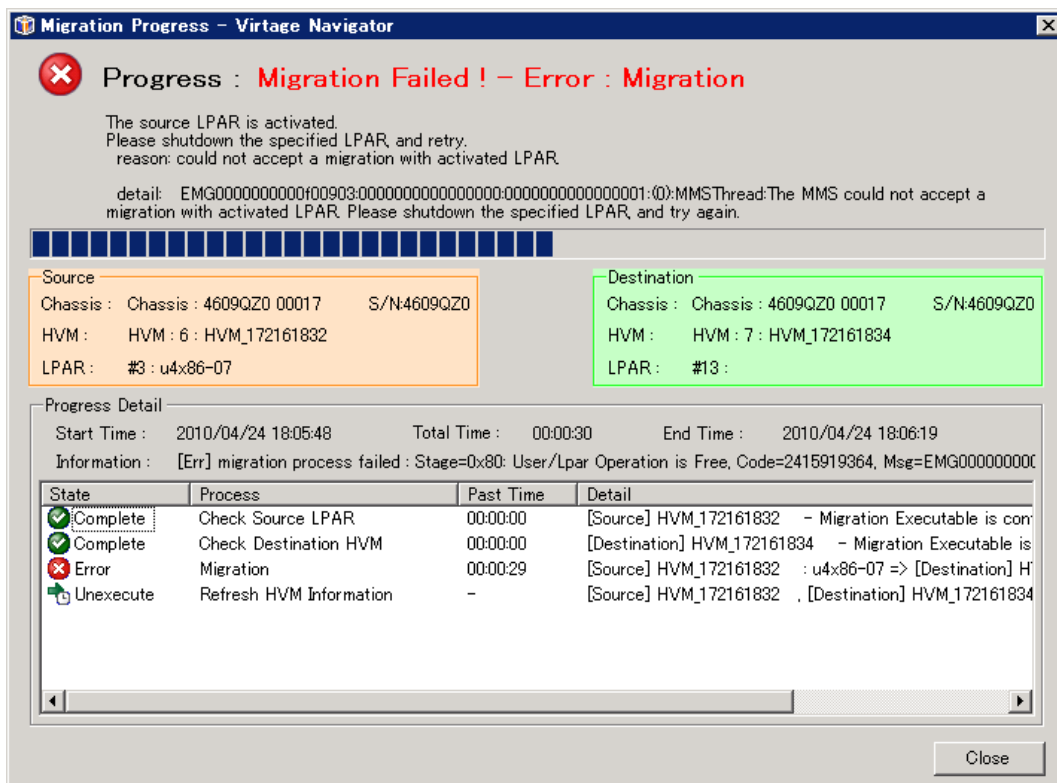 Migration Progress - Virtage Navigator
Progress : Migration Failed ! - Error : Migration
The source LPAR is activated.
Please shutdown the specified LPAR, and retry.
reason: could not accept a migration with activated LPAR.
detail: EMG0000000000f00903:0000000000000000:0000000000000001:(0):MMSThread:The MMS could not accept a
migration with activated LPAR. Please shutdown the specified LPAR, and try again.
Source
Chassis : Chassis : 4609QZ0 00017 S/N:4609QZ0
HVM : HVM : 6 : HVM_172161832
LPAR : #3 : u4x86-07
Destination
Chassis : Chassis : 4609QZ0 00017 S/N:4609QZ0
HVM : HVM : 7 : HVM_172161834
LPAR : #13 :
Progress Detail
Start Time : 2010/04/24 18:05:48 Total Time : 00:00:30 End Time : 2010/04/24 18:06:19
Information : [Err] migration process failed : Stage=0x80: User/Lpar Operation is Free, Code=2415919364, Msg=EMG000000000
State Process Past Time Detail
Complete Check Source LPAR 00:00:00 [Source] HVM_172161832 - Migration Executable is con
Complete Check Destination HVM 00:00:00 [Destination] HVM_172161834 - Migration Executable is
Error Migration 00:00:29 [Source] HVM_172161832 : u4x86-07 => [Destination] H
Unexecute Refresh HVM Information - [Source] HVM_172161832 , [Destination] HVM_172161834
Close